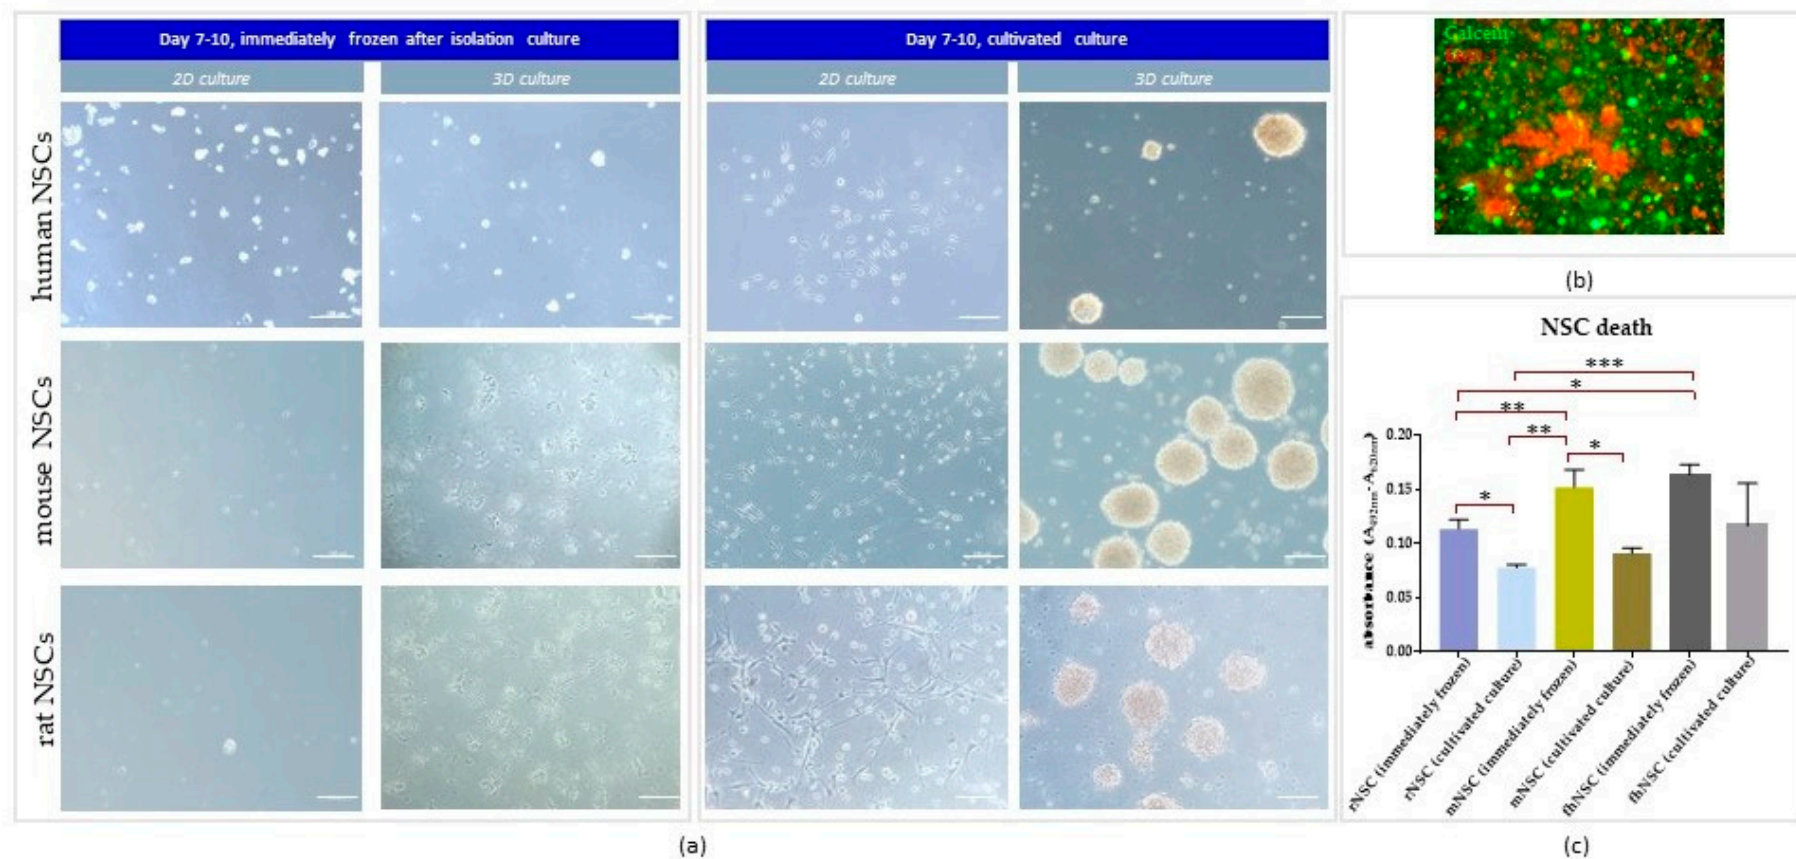 Day 7-10, immediately frozen after isolation culture
Day 7-10, cultivated culture
2D culture
3D culture
2D culture
3D culture
human NSCs
mouse NSCs
rat NSCs
(a)
Calcein
(b)
NSC death
***
*
**
**
*
*
absorbance (A492nm-A620nm)
0.20
0.15
0.10
0.05
0.00
rNSC (immediately frozen)
rNSC (cultivated culture)
mNSC (immediately frozen)
mNSC (cultivated culture)
fhNSC (immediately frozen)
fhNSC (cultivated culture)
(c)